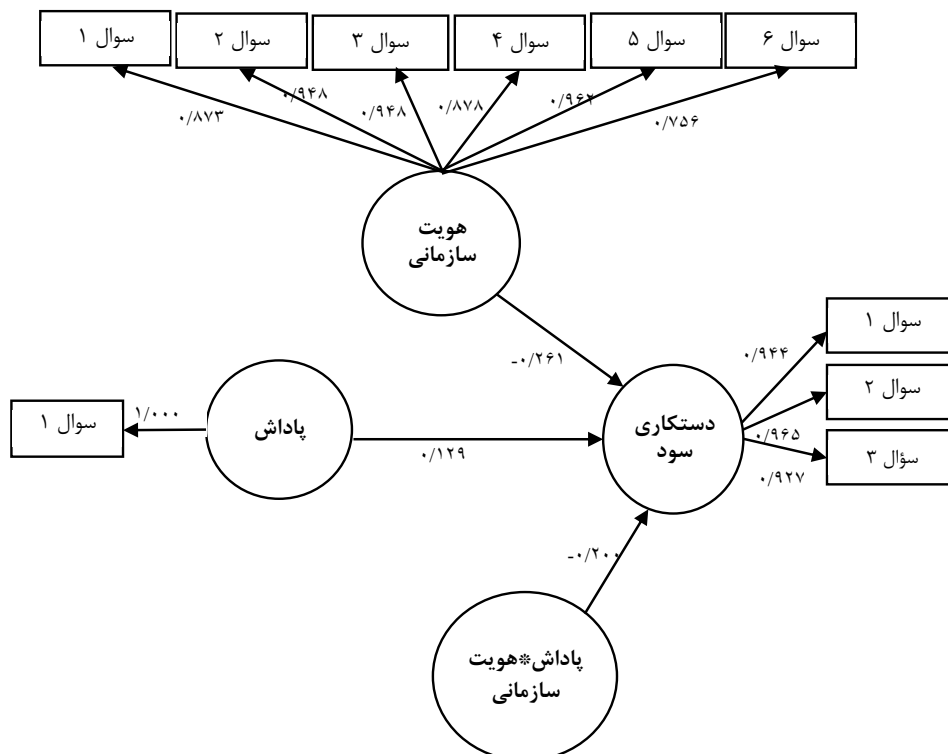 سوال ۱
سوال ۲
سوال ۳
سوال ۴
سوال ۵
سوال ۶
۰/۸۷۳
۰/۹۴۸
۰/۹۴۸
۰/۸۷۸
۰/۹۶۲
۰/۷۵۶
هویت
سازمانی
-۰/۲۶۱
سوال ۱
۰/۹۴۴
سوال ۲
۰/۹۶۵
سؤال ۳
۰/۹۲۷
دستکاری
سود
سوال ۱
۱/۰۰۰
پاداش
۰/۱۲۹
-۰/۲۰۰
پاداش*هویت
سازمانی